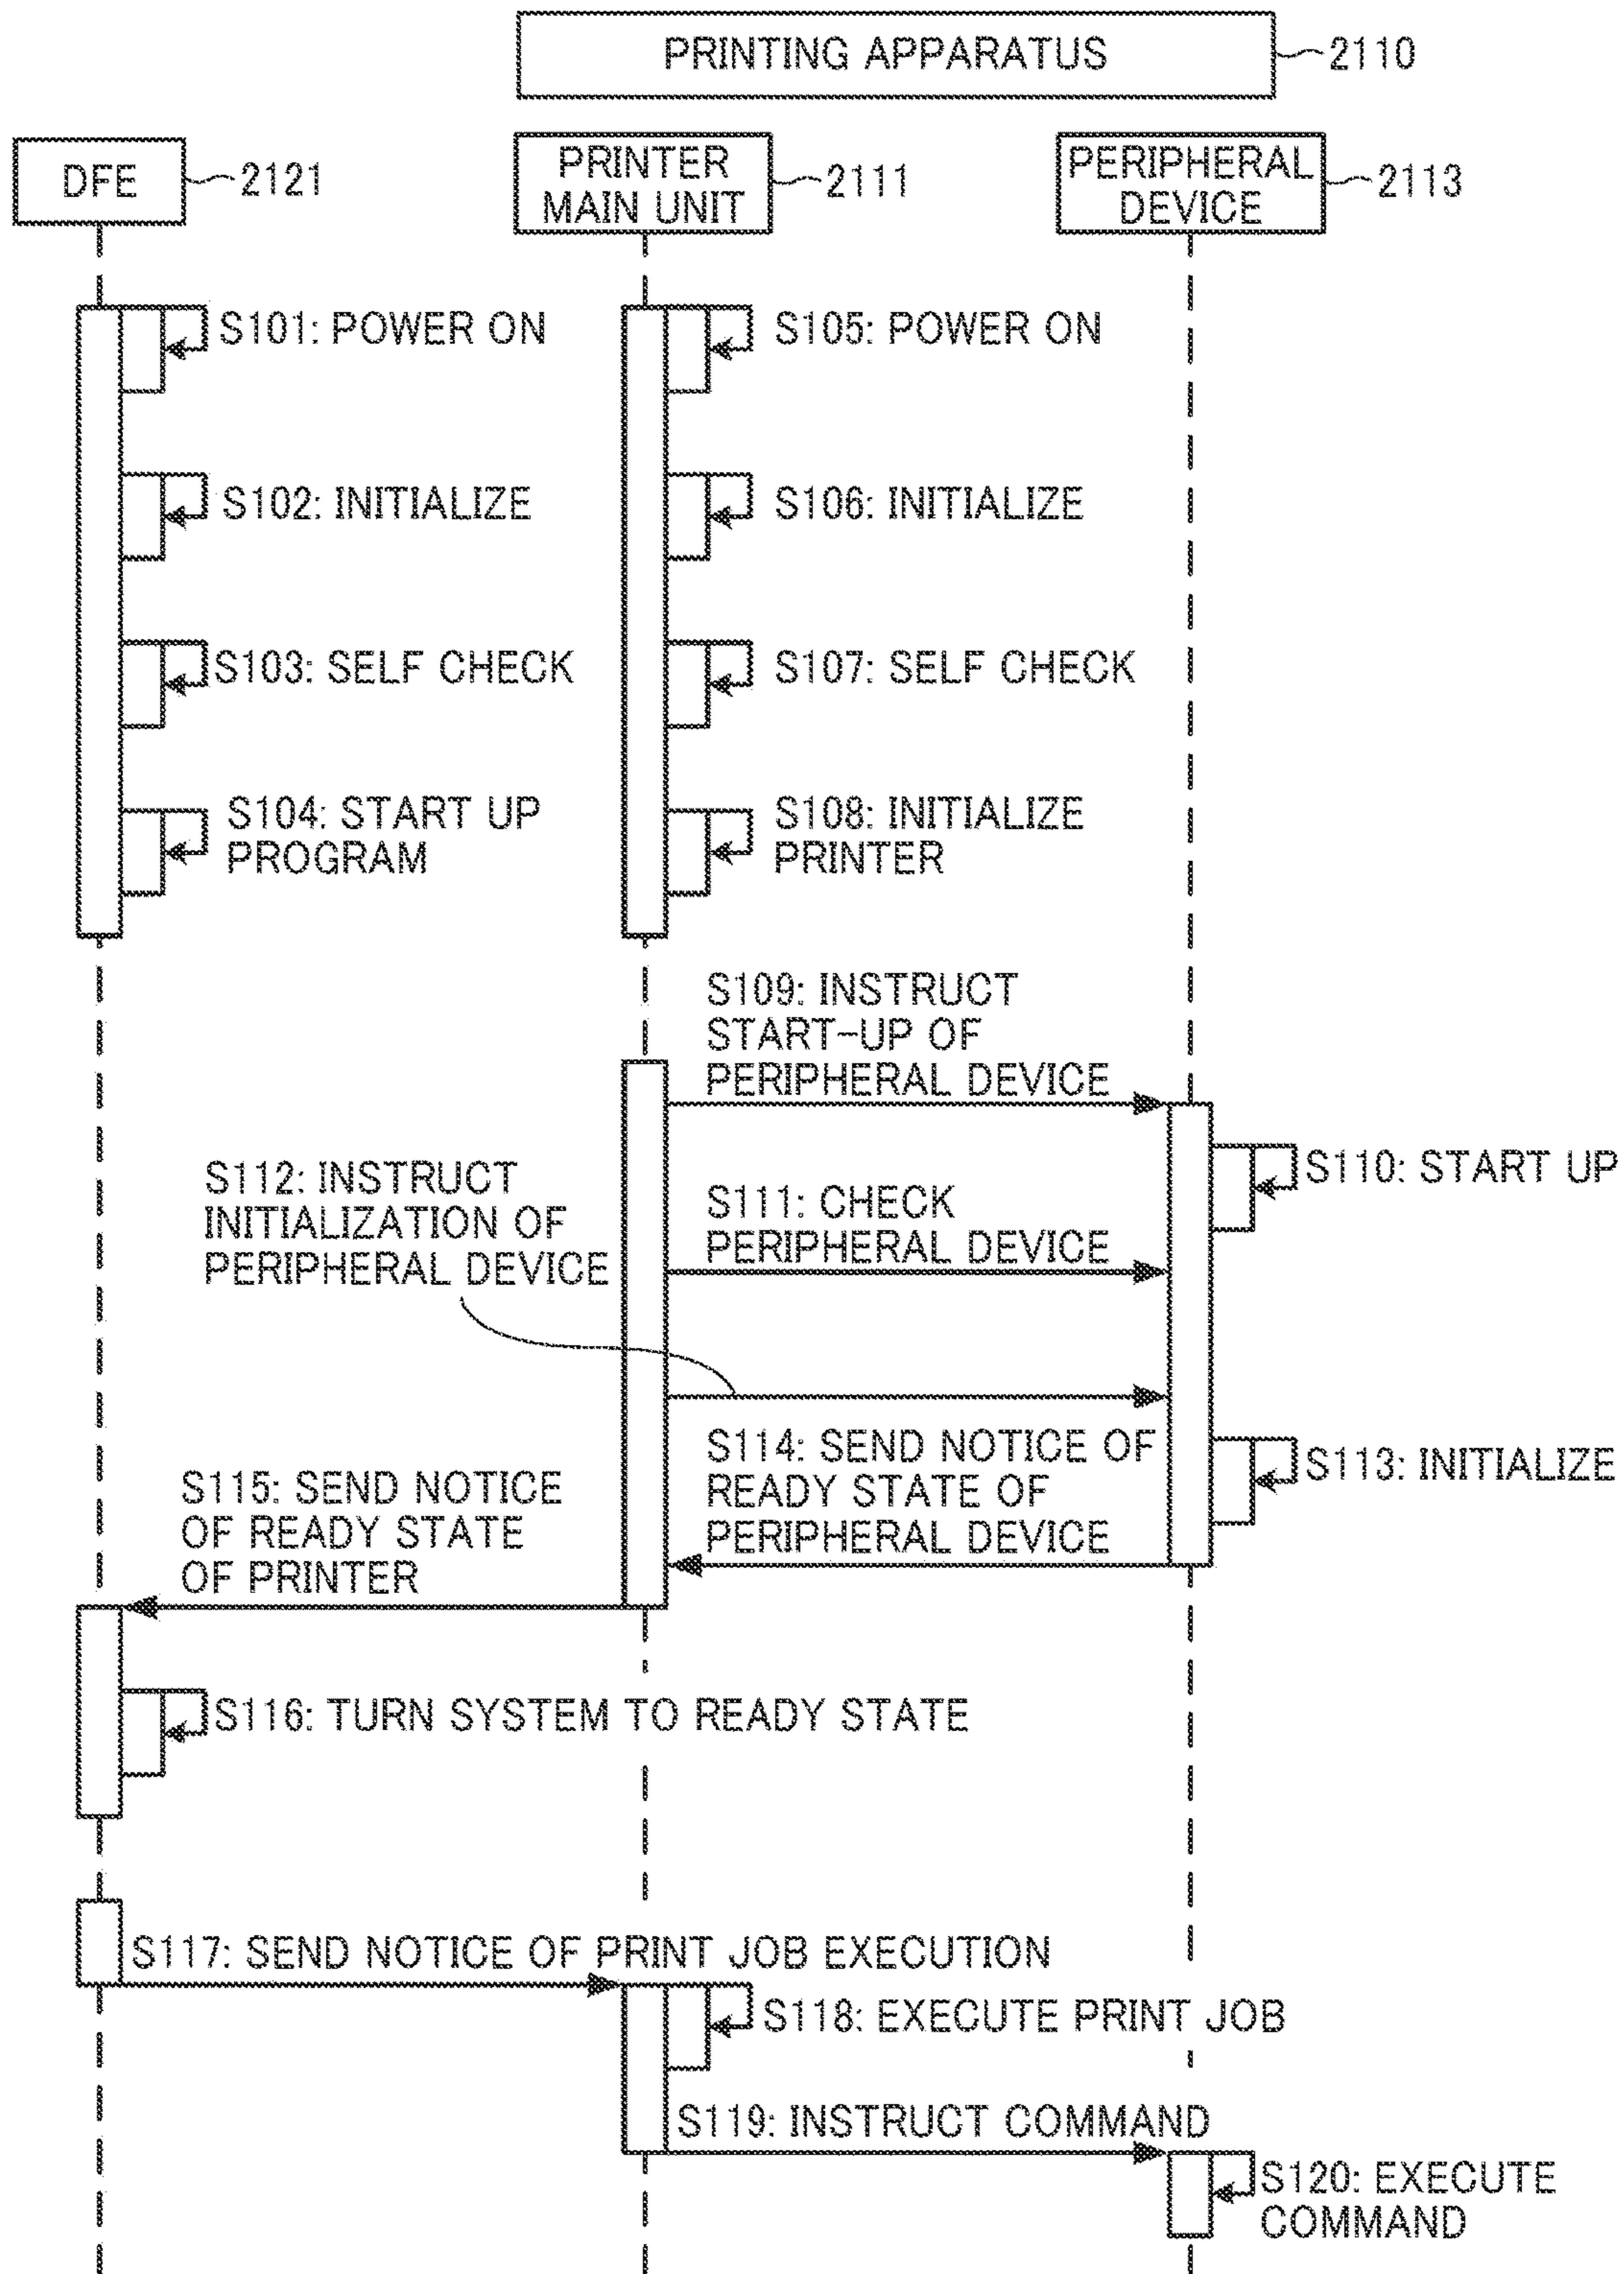 PRINTING APPARATUS
2110
DFE
2121
PRINTER
MAIN UNIT
2111
PERIPHERAL
DEVICE
2113
S101: POWER ON
S105: POWER ON
S102: INITIALIZE
S106: INITIALIZE
S103: SELF CHECK
S107: SELF CHECK
S104: START UP
PROGRAM
S108: INITIALIZE
PRINTER
S109: INSTRUCT
START-UP OF
PERIPHERAL DEVICE
S110: START UP
S112: INSTRUCT
INITIALIZATION OF
PERIPHERAL DEVICE
S111: CHECK
PERIPHERAL DEVICE
S114: SEND NOTICE OF
READY STATE OF
PERIPHERAL DEVICE
S113: INITIALIZE
S115: SEND NOTICE
OF READY STATE
OF PRINTER
S116: TURN SYSTEM TO READY STATE
S117: SEND NOTICE OF PRINT JOB EXECUTION
S118: EXECUTE PRINT JOB
S119: INSTRUCT COMMAND
S120: EXECUTE
COMMAND